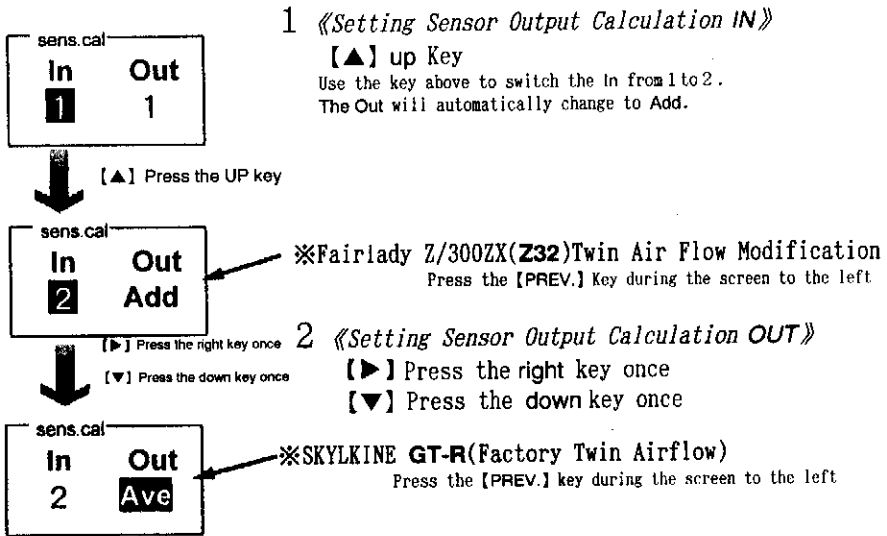 1 《Setting Sensor Output Calculation IN》
【▲】 up Key
Use the key above to switch the In from 1 to 2.
The Out will automatically change to Add.
sens.cal
In Out
1 1
【▲】 Press the UP key
sens.cal
In Out
2 Add
※Fairlady Z/300ZX(Z32)Twin Air Flow Modification
Press the 【PREV.】 Key during the screen to the left
【▶】 Press the right key once
【▼】 Press the down key once
2 《Setting Sensor Output Calculation OUT》
【▶】 Press the right key once
【▼】 Press the down key once
sens.cal
In Out
2 Ave
※SKYLKINE GT-R(Factory Twin Airflow)
Press the 【PREV.】 key during the screen to the left